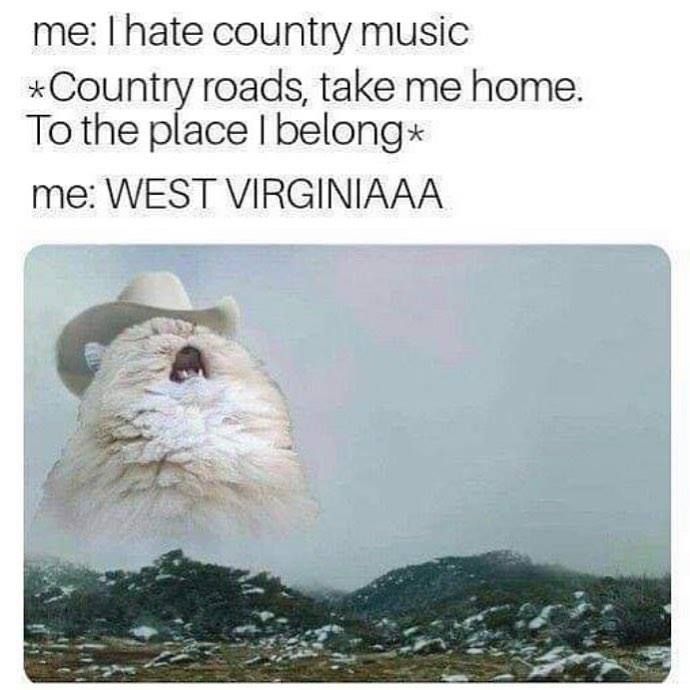 me: I hate country music
*Country roads, take me home.
To the place I belong*
me: WEST VIRGINIAAA